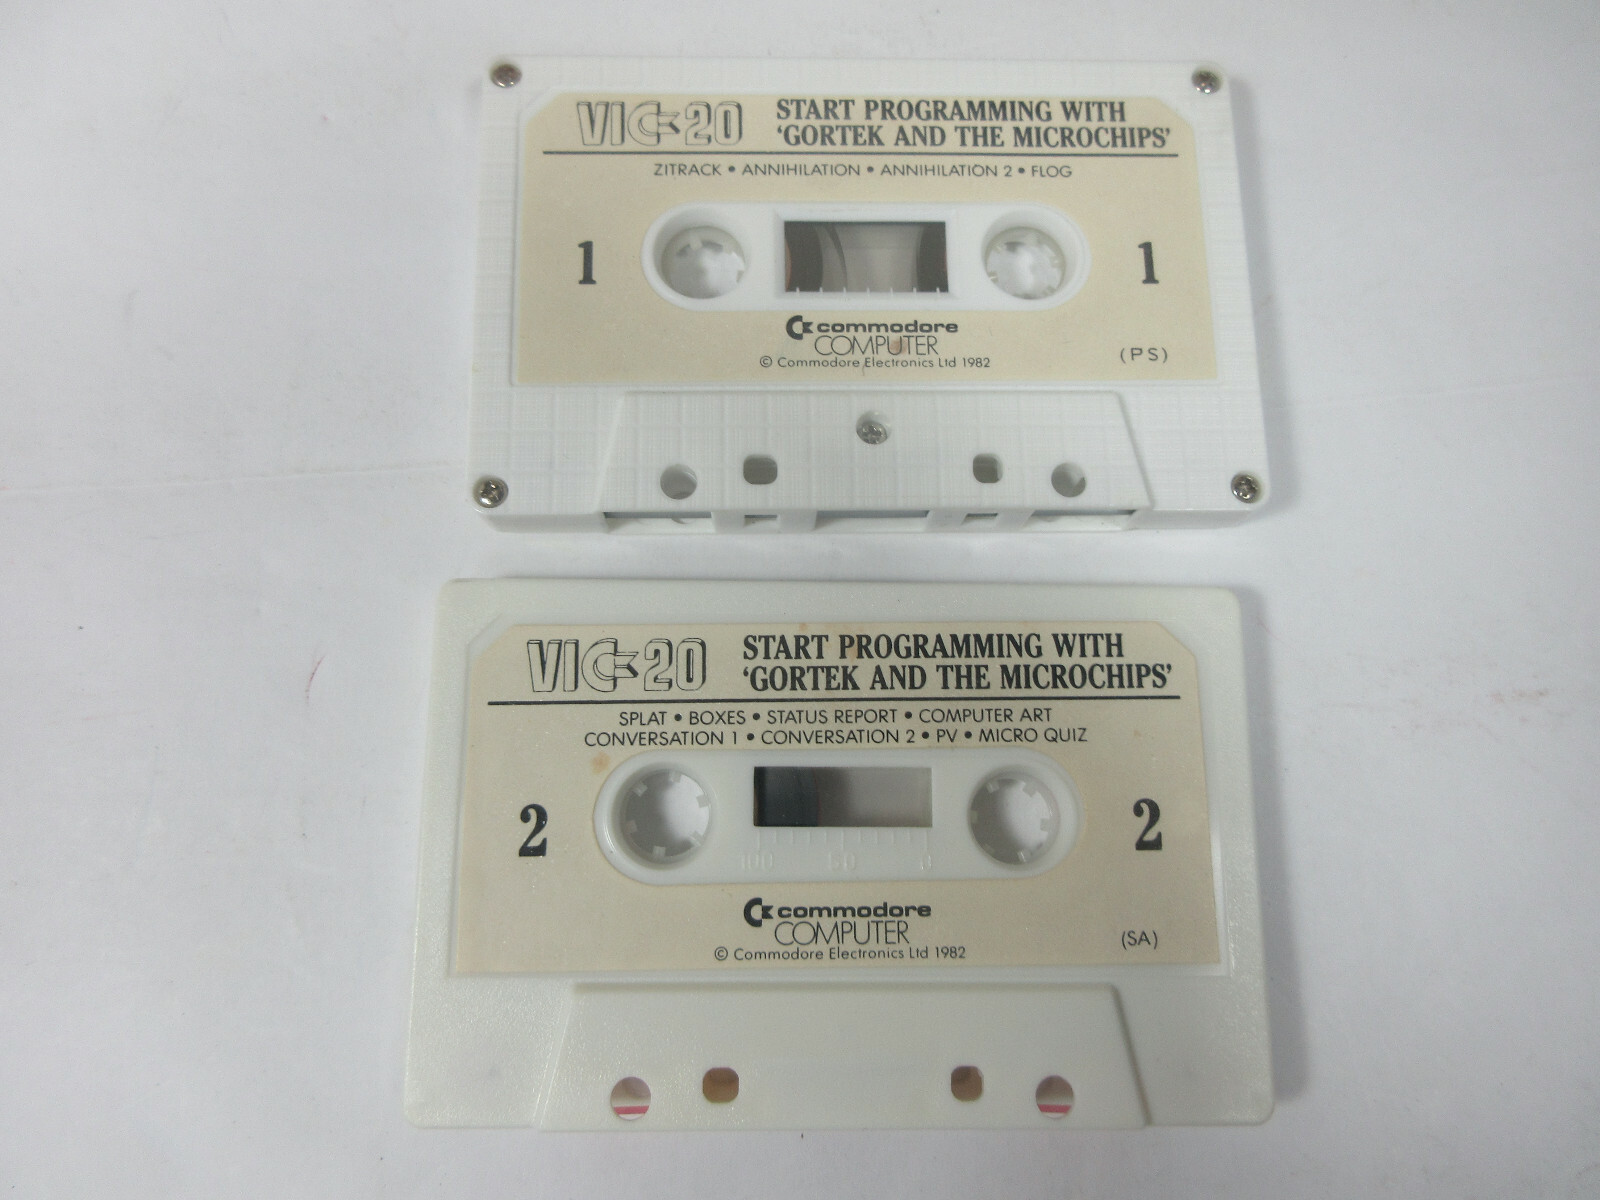 VIC 20
START PROGRAMMING WITH
‘GORTEK AND THE MICROCHIPS’
ZITRACK • ANNIHILATION • ANNIHILATION 2 • FLOG
1
1
commodore
COMPUTER
© Commodore Electronics Ltd 1982
(PS)
VIC 20
START PROGRAMMING WITH
‘GORTEK AND THE MICROCHIPS’
SPLAT • BOXES • STATUS REPORT • COMPUTER ART
CONVERSATION 1 • CONVERSATION 2 • PV • MICRO QUIZ
2
2
100 50 0
commodore
COMPUTER
© Commodore Electronics Ltd 1982
(SA)